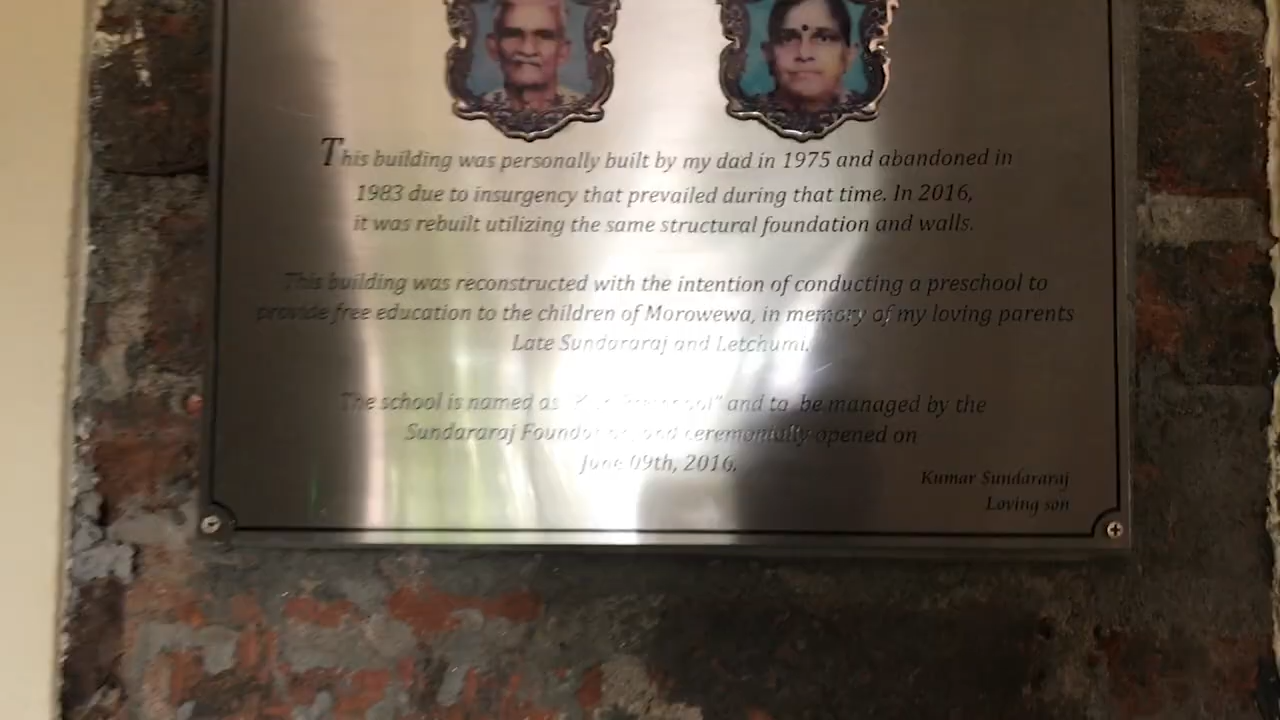 This building was personally built by my dad in 1975 and abandoned in
1983 due to insurgency that prevailed during that time. In 2016,
it was rebuilt utilizing the same structural foundation and walls.
This building was reconstructed with the intention of conducting a preschool to
provide free education to the children of Morowewa, in memory of my loving parents
Late Sundararaj and Letchumi.
The school is named as and to be managed by the
Sundararaj Foundation, and ceremonially opened on
June 09th, 2016.
Kumar Sundararaj
Loving son